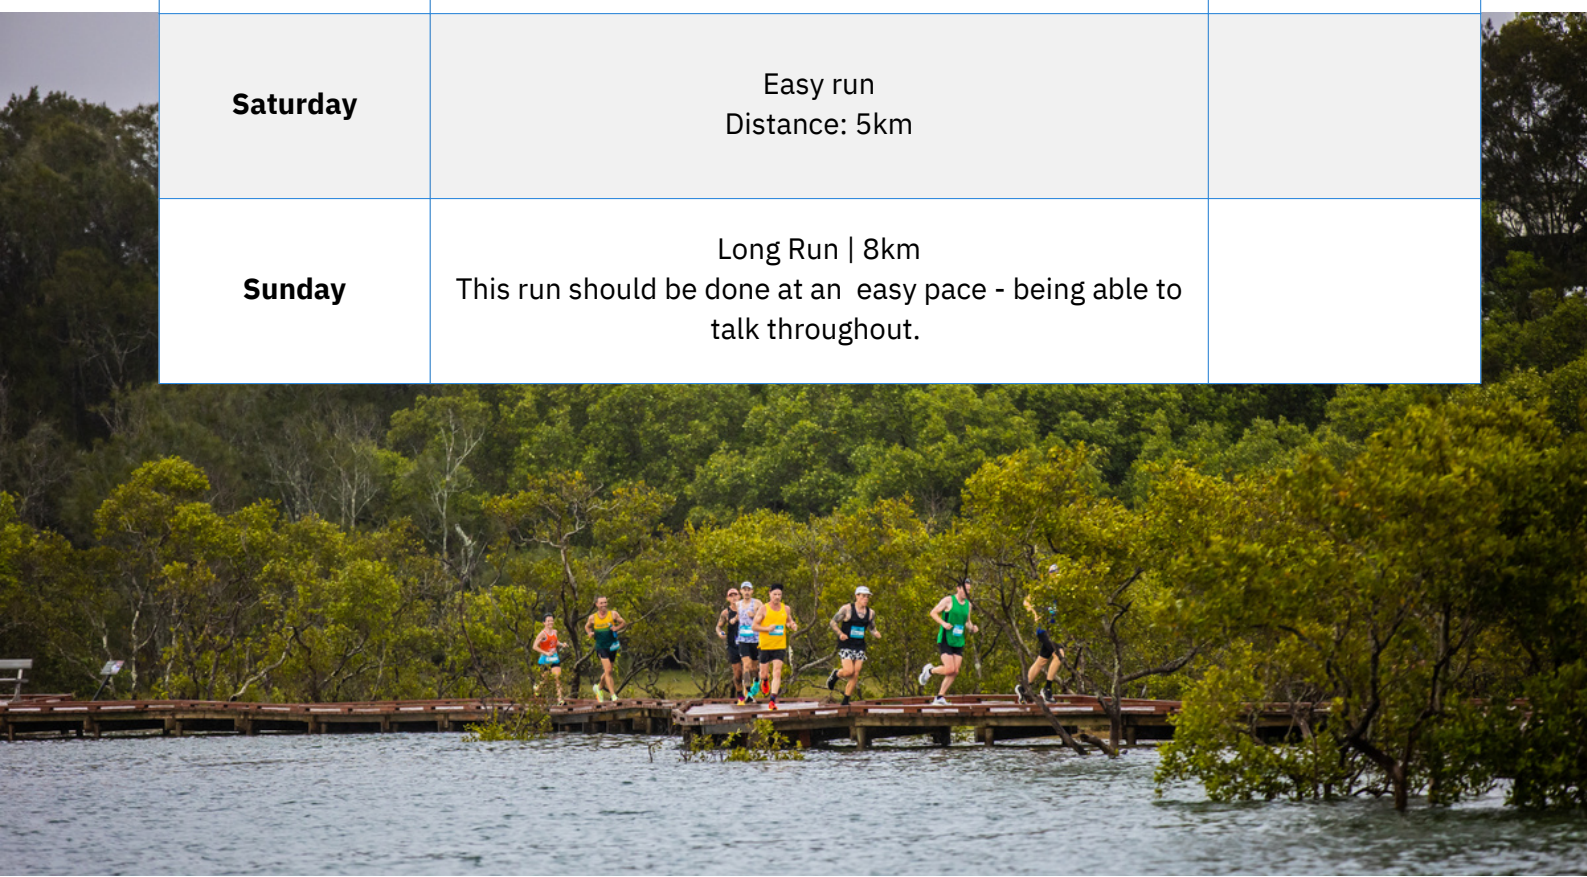 Saturday
Easy run
Distance: 5km
Sunday
Long Run | 8km
This run should be done at an  easy pace - being able to
talk throughout.